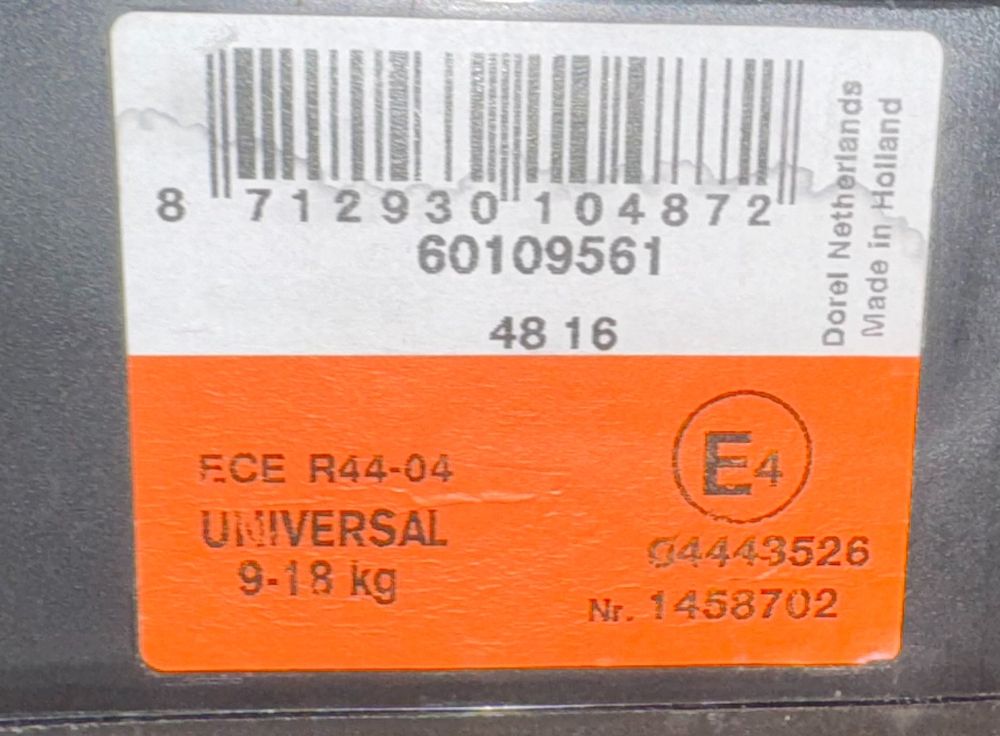 8 712930 104872
60109561
48 16
Dorel Netherlands
Made in Holland
ECE R44-04
UNIVERSAL
9-18 kg
E4
04443526
Nr. 1458702